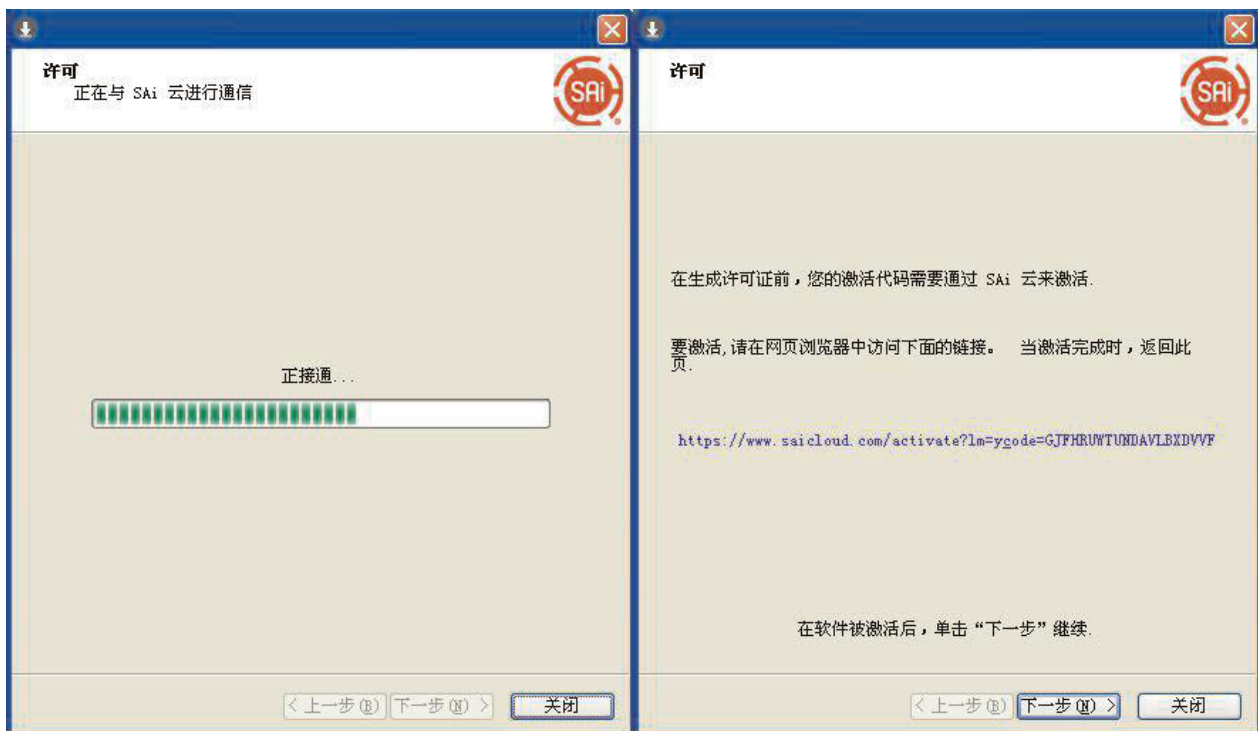 许可
正在与 SAi 云进行通信
SAi
正接通...
< 上一步(B)
下一步(N) >
关闭
许可
SAi
在生成许可证前，您的激活代码需要通过 SAi 云来激活.
要激活,请在网页浏览器中访问下面的链接。 当激活完成时，返回此
页.
https://www.saicloud.com/activate?lm=ygode=GJFHRUWTUNDAVLBXDVVF
在软件被激活后，单击“下一步”继续.
< 上一步(B)
下一步(N) >
关闭